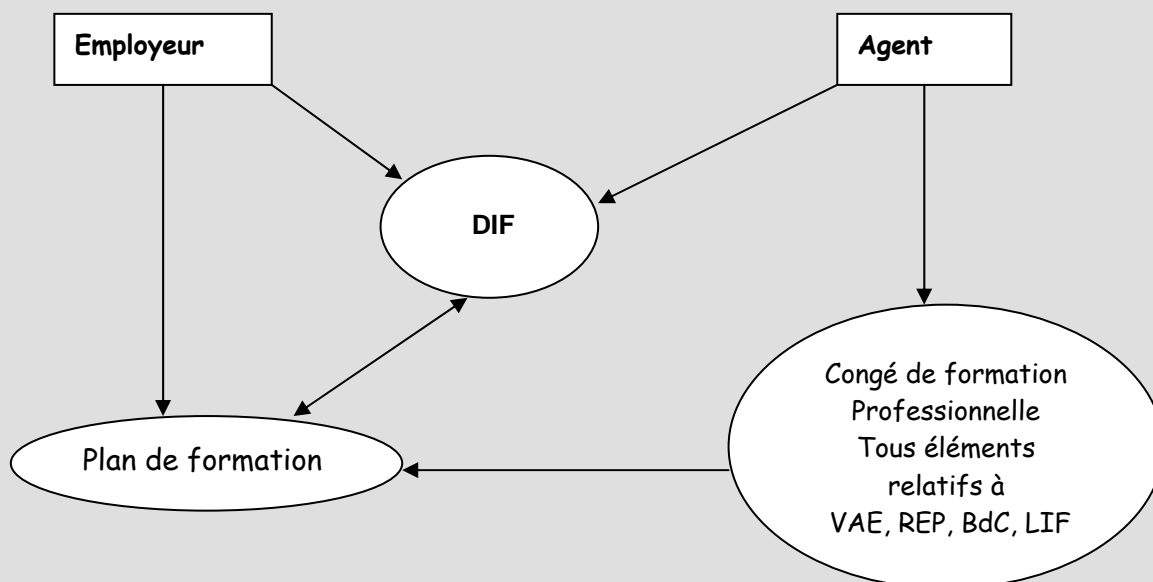 Employeur
Agent
DIF
Plan de formation
Congé de formation
Professionnelle
Tous éléments
relatifs à
VAE, REP, BdC, LIF